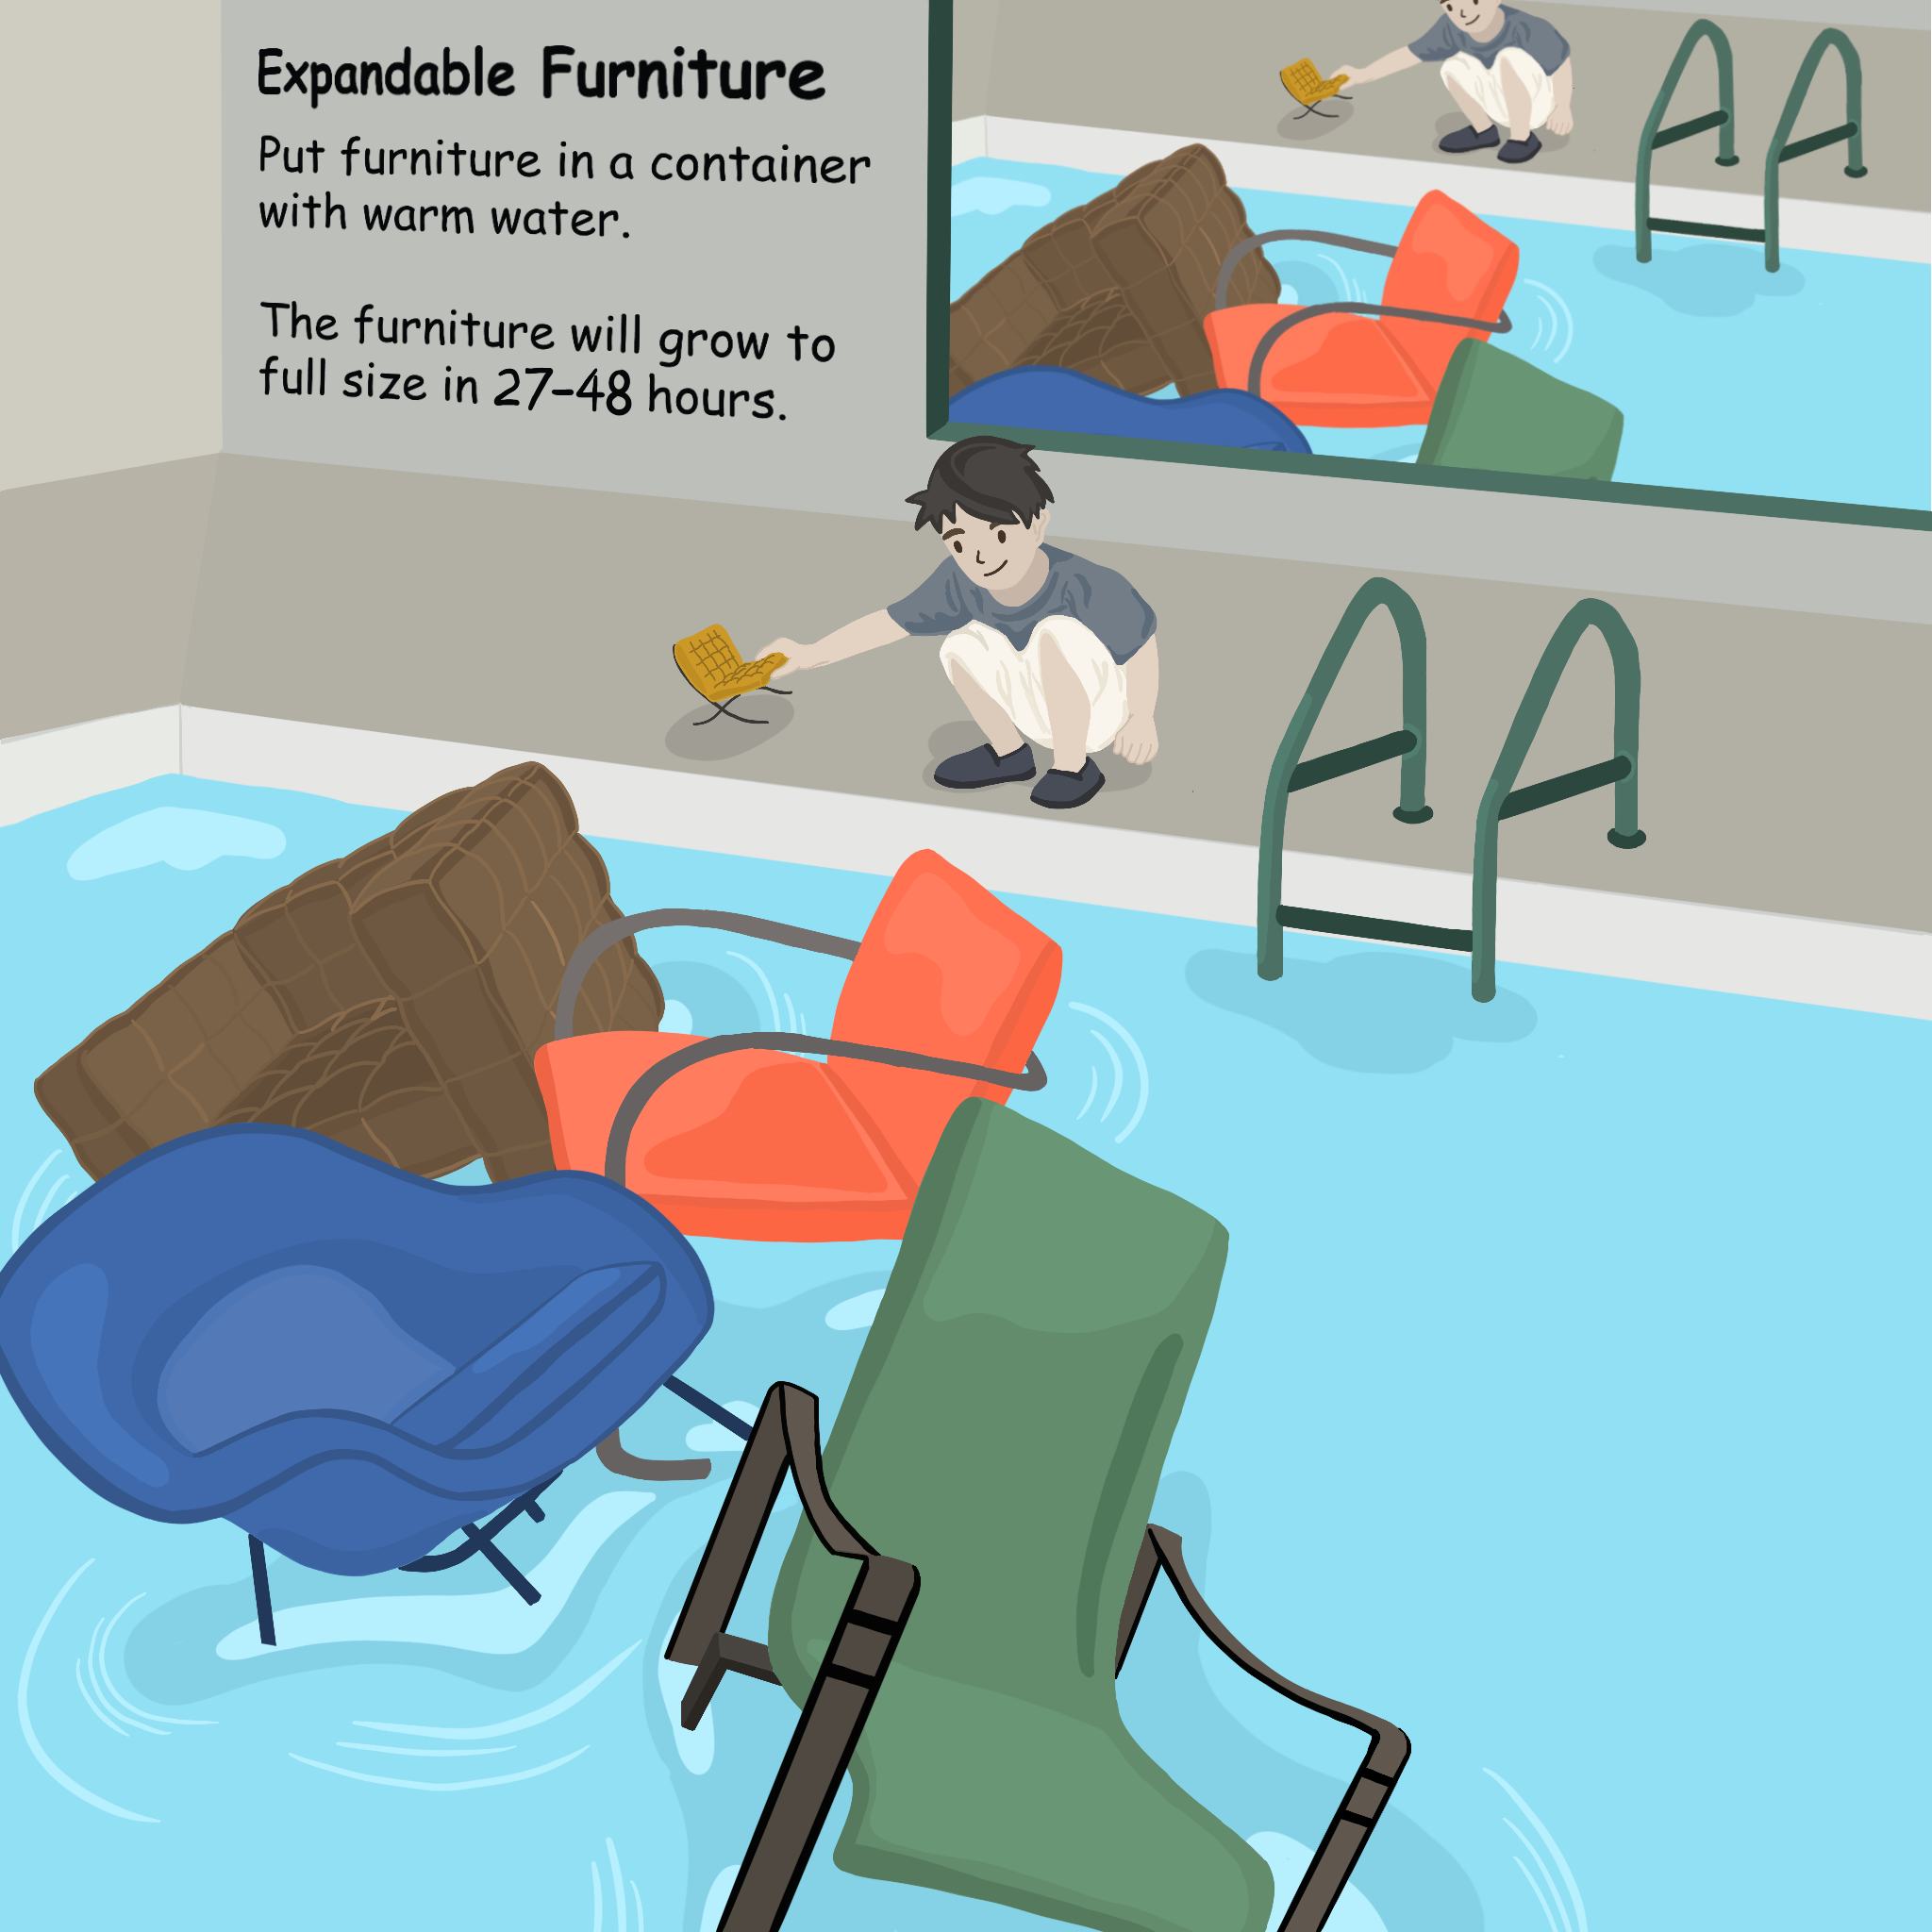 Expandable Furniture
Put furniture in a container
with warm water.
The furniture will grow to
full size in 27-48 hours.